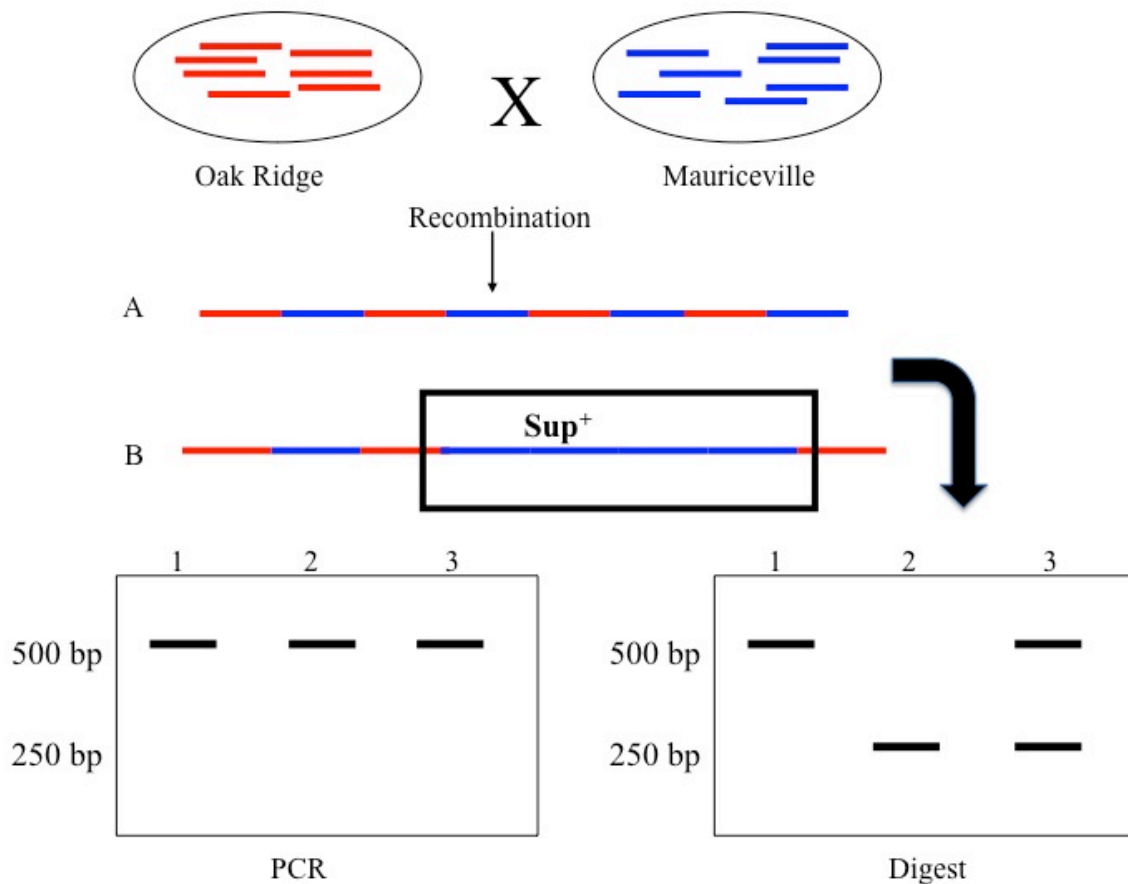 X
Oak Ridge
Mauriceville
Recombination
A
Sup+
B
1 2 3
500 bp
250 bp
PCR
1 2 3
500 bp
250 bp
Digest